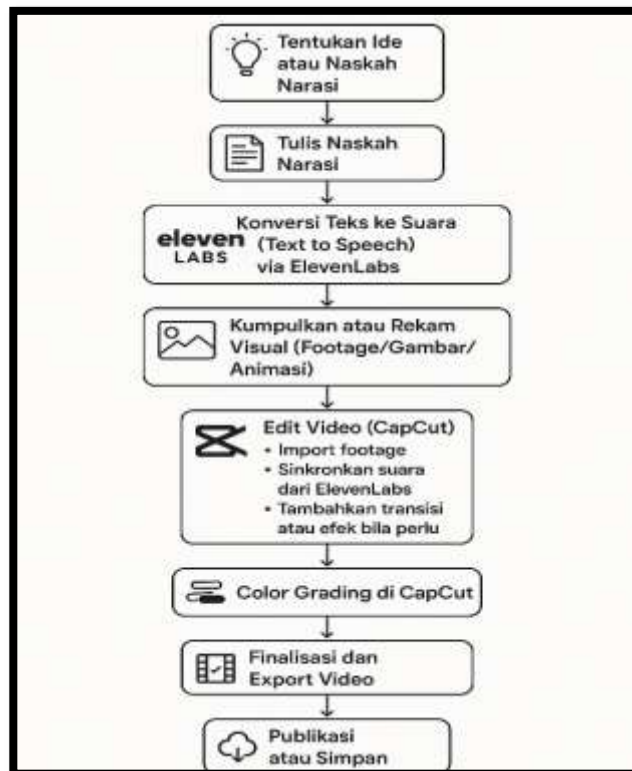 Tentukan Ide
atau Naskah
Narasi
Tulis Naskah
Narasi
eleven
LABS
Konversi Teks ke Suara
(Text to Speech)
via ElevenLabs
Kumpulkan atau Rekam
Visual (Footage/Gambar/
Animasi)
Edit Video (CapCut)
• Import footage
• Sinkronkan suara
dari ElevenLabs
• Tambahkan transisi
atau efek bila perlu
Color Grading di CapCut
Finalisasi dan
Export Video
Publikasi
atau Simpan